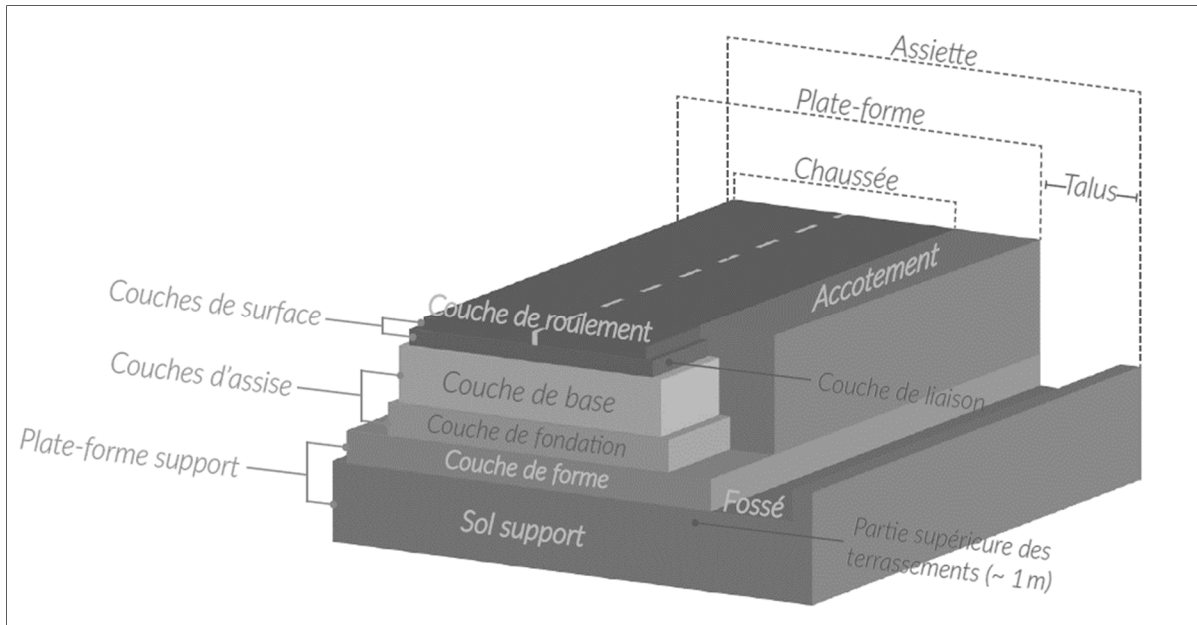 Assiette
Plate-forme
Chaussée
Talus
Accotement
Couches de surface
Couche de roulement
Couches d'assise
Couche de base
Couche de liaison
Couche de fondation
Plate-forme support
Couche de forme
Fossé
Sol support
Partie supérieure des
terrassements (~ 1 m)